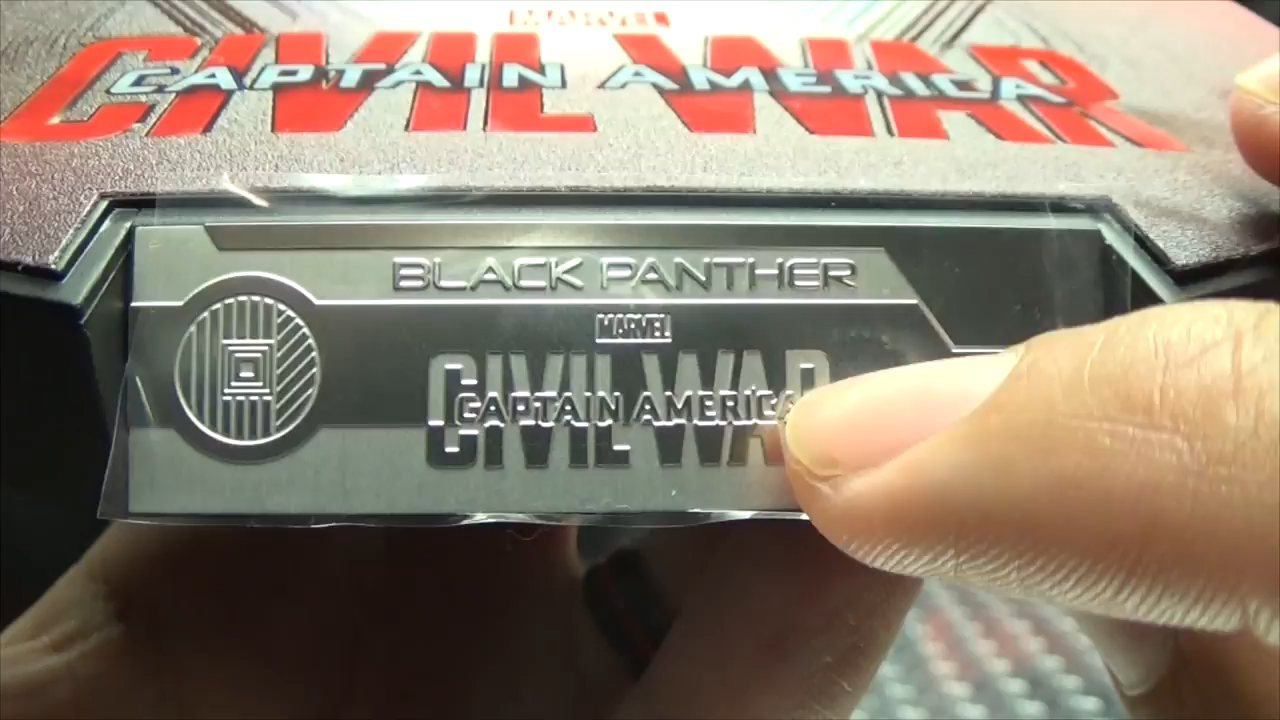 MARVEL
CIVIL WAR
CAPTAIN AMERICA
BLACK PANTHER
MARVEL
CIVIL WAR
CAPTAIN AMERICA